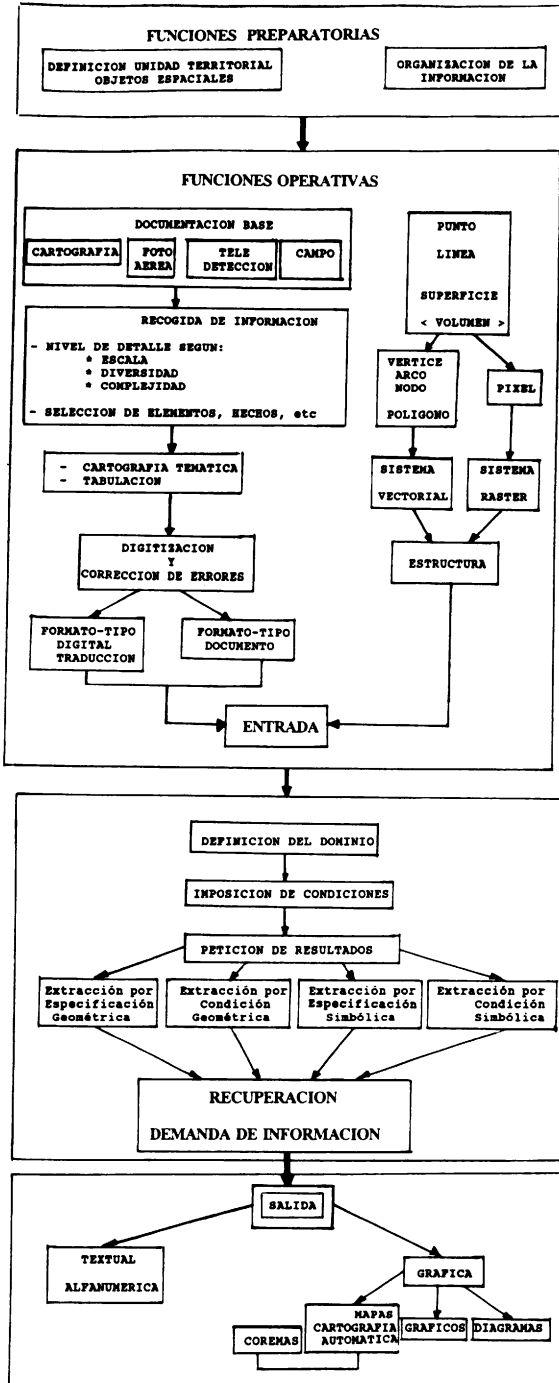 FUNCIONES PREPARATORIAS
DEFINICION UNIDAD TERRITORIAL
OBJETOS ESPACIALES
ORGANIZACION DE LA
INFORMACION
FUNCIONES OPERATIVAS
DOCUMENTACION BASE
CARTOGRAFIA
FOTO
AEREA
TELE
DETECCION
CAMPO
RECOGIDA DE INFORMACION
- NIVEL DE DETALLE SEGUN:
* ESCALA
* DIVERSIDAD
* COMPLEJIDAD
- SELECCION DE ELEMENTOS, HECHOS, etc
- CARTOGRAFIA TEMATICA
- TABULACION
DIGITIZACION
Y
CORRECCION DE ERRORES
FORMATO-TIPO
DIGITAL
TRADUCCION
FORMATO-TIPO
DOCUMENTO
PUNTO
LINEA
SUPERFICIE
< VOLUMEN >
VERTICE
ARCO
NODO
POLIGONO
PIXEL
SISTEMA
VECTORIAL
SISTEMA
RASTER
ESTRUCTURA
ENTRADA
DEFINICION DEL DOMINIO
IMPOSICION DE CONDICIONES
PETICION DE RESULTADOS
Extracción por
Especificación
Geométrica
Extracción por
Condición
Geométrica
Extracción por
Especificación
Simbólica
Extracción por
Condición
Simbólica
RECUPERACION
DEMANDA DE INFORMACION
SALIDA
TEXTUAL
ALFANUMERICA
GRAFICA
COREMAS
MAPAS
CARTOGRAFIA
AUTOMATICA
GRAFICOS
DIAGRAMAS